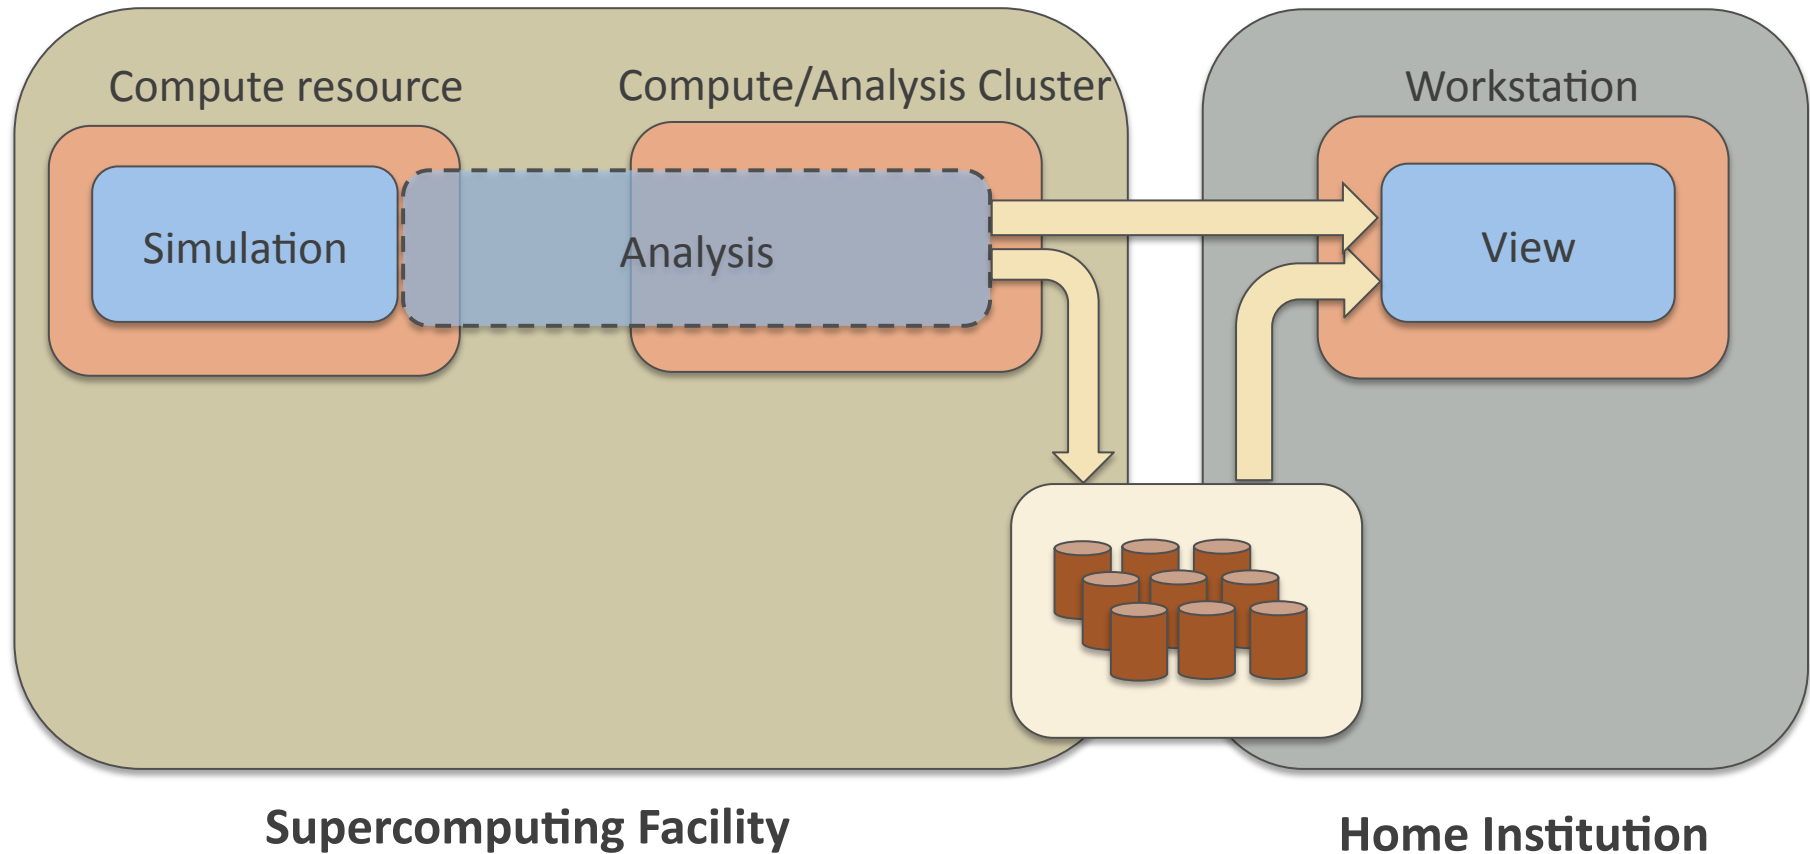 Compute resource
Compute/Analysis Cluster
Workstation
Simulation
Analysis
View
Supercomputing Facility
Home Institution